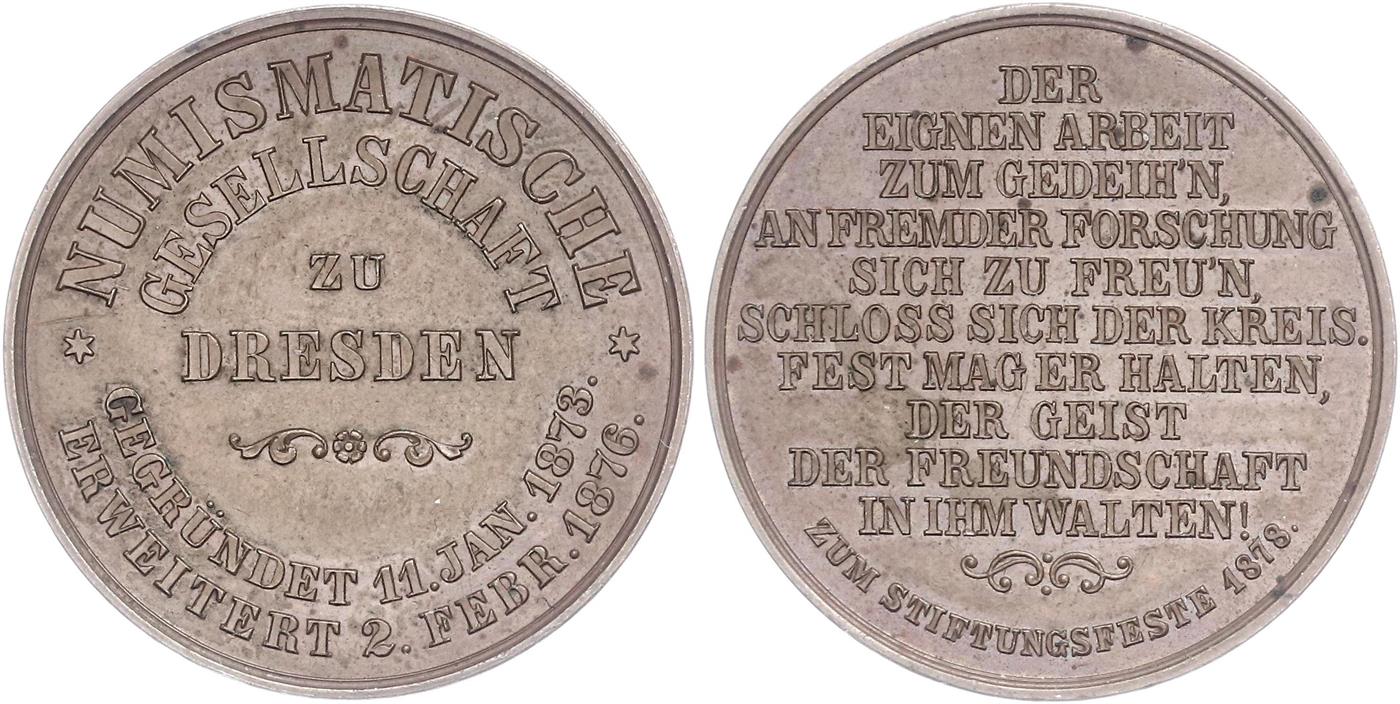 NUMISMATISCHE
GESELLSCHAFT
ZU
DRESDEN
GEGRÜNDET 11. JAN. 1873.
ERWEITERT 2. FEBR. 1876.
DER
EIGNEN ARBEIT
ZUM GEDEIH'N,
AN FREMDER FORSCHUNG
SICH ZU FREU'N,
SCHLOSS SICH DER KREIS.
FEST MAG ER HALTEN,
DER GEIST
DER FREUNDSCHAFT
IN IHM WALTEN!
ZUM STIFTUNGSFESTE 1878.